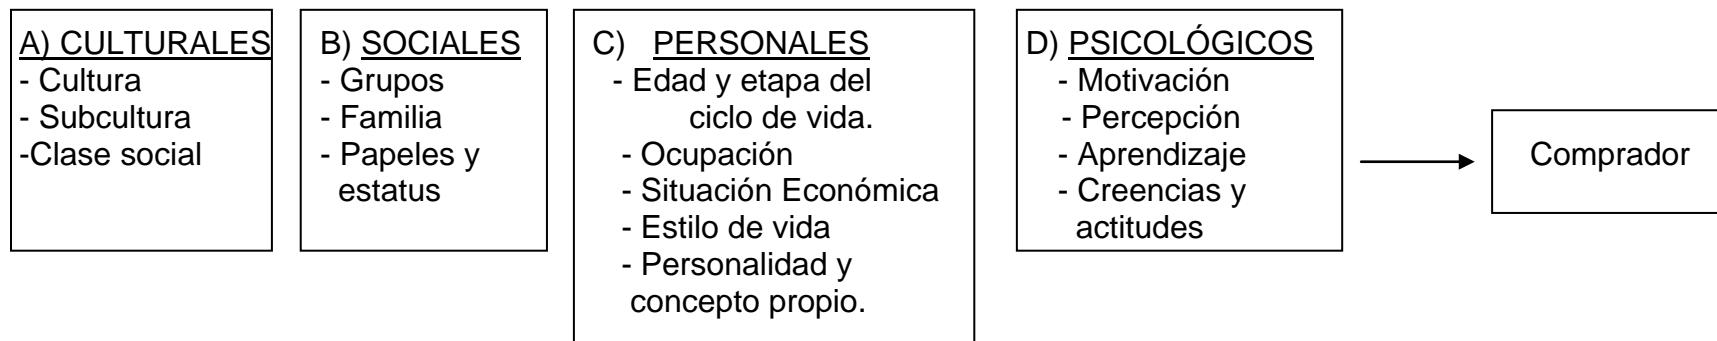 A) CULTURALES
- Cultura
- Subcultura
-Clase social
B) SOCIALES
- Grupos
- Familia
- Papeles y
estatus
C) PERSONALES
- Edad y etapa del
ciclo de vida.
- Ocupación
- Situación Económica
- Estilo de vida
- Personalidad y
concepto propio.
D) PSICOLÓGICOS
- Motivación
- Percepción
- Aprendizaje
- Creencias y
actitudes
Comprador